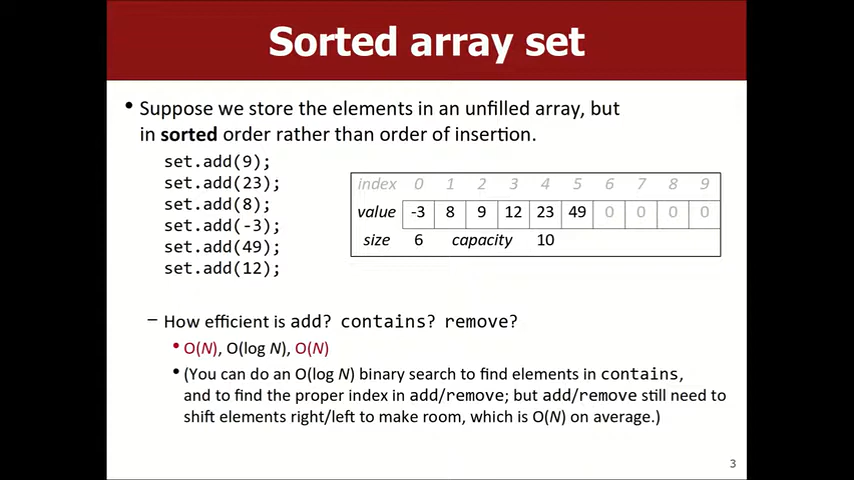 Sorted array set
• Suppose we store the elements in an unfilled array, but
in sorted order rather than order of insertion.
set.add(9);
set.add(23);
set.add(8);
set.add(-3);
set.add(49);
set.add(12);
index 0 1 2 3 4 5 6 7 8 9
value -3 8 9 12 23 49 0 0 0 0
size 6 capacity 10
– How efficient is add? contains? remove?
• O(N), O(log N), O(N)
• (You can do an O(log N) binary search to find elements in contains,
and to find the proper index in add/remove; but add/remove still need to
shift elements right/left to make room, which is O(N) on average.)
3